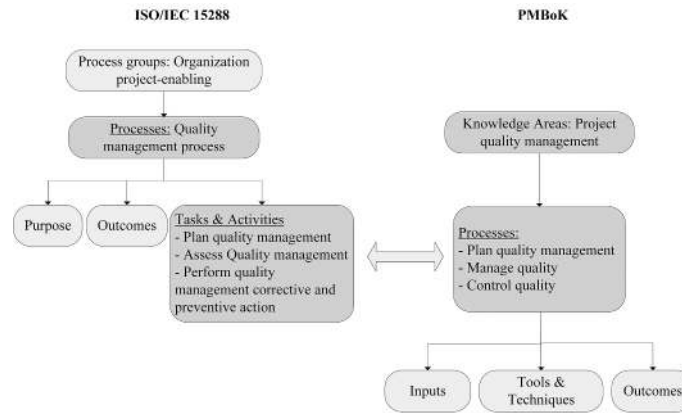 ISO/IEC 15288
PMBoK
Process groups: Organization
project-enabling
Processes: Quality
management process
Knowledge Areas: Project
quality management
Purpose
Outcomes
Tasks & Activities
- Plan quality management
- Assess Quality management
- Perform quality
management corrective and
preventive action
Processes:
- Plan quality management
- Manage quality
- Control quality
Inputs
Tools &
Techniques
Outcomes